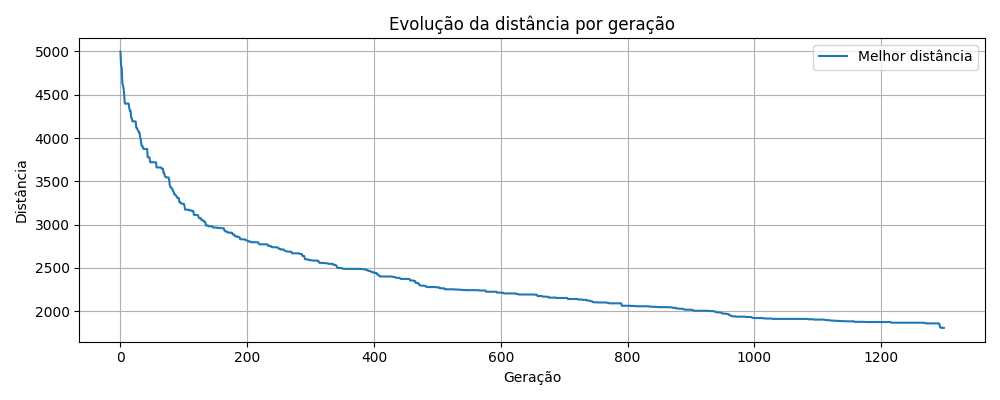 Evolução da distância por geração
Melhor distância
Distância
5000
4500
4000
3500
3000
2500
2000
0 200 400 600 800 1000 1200
Geração